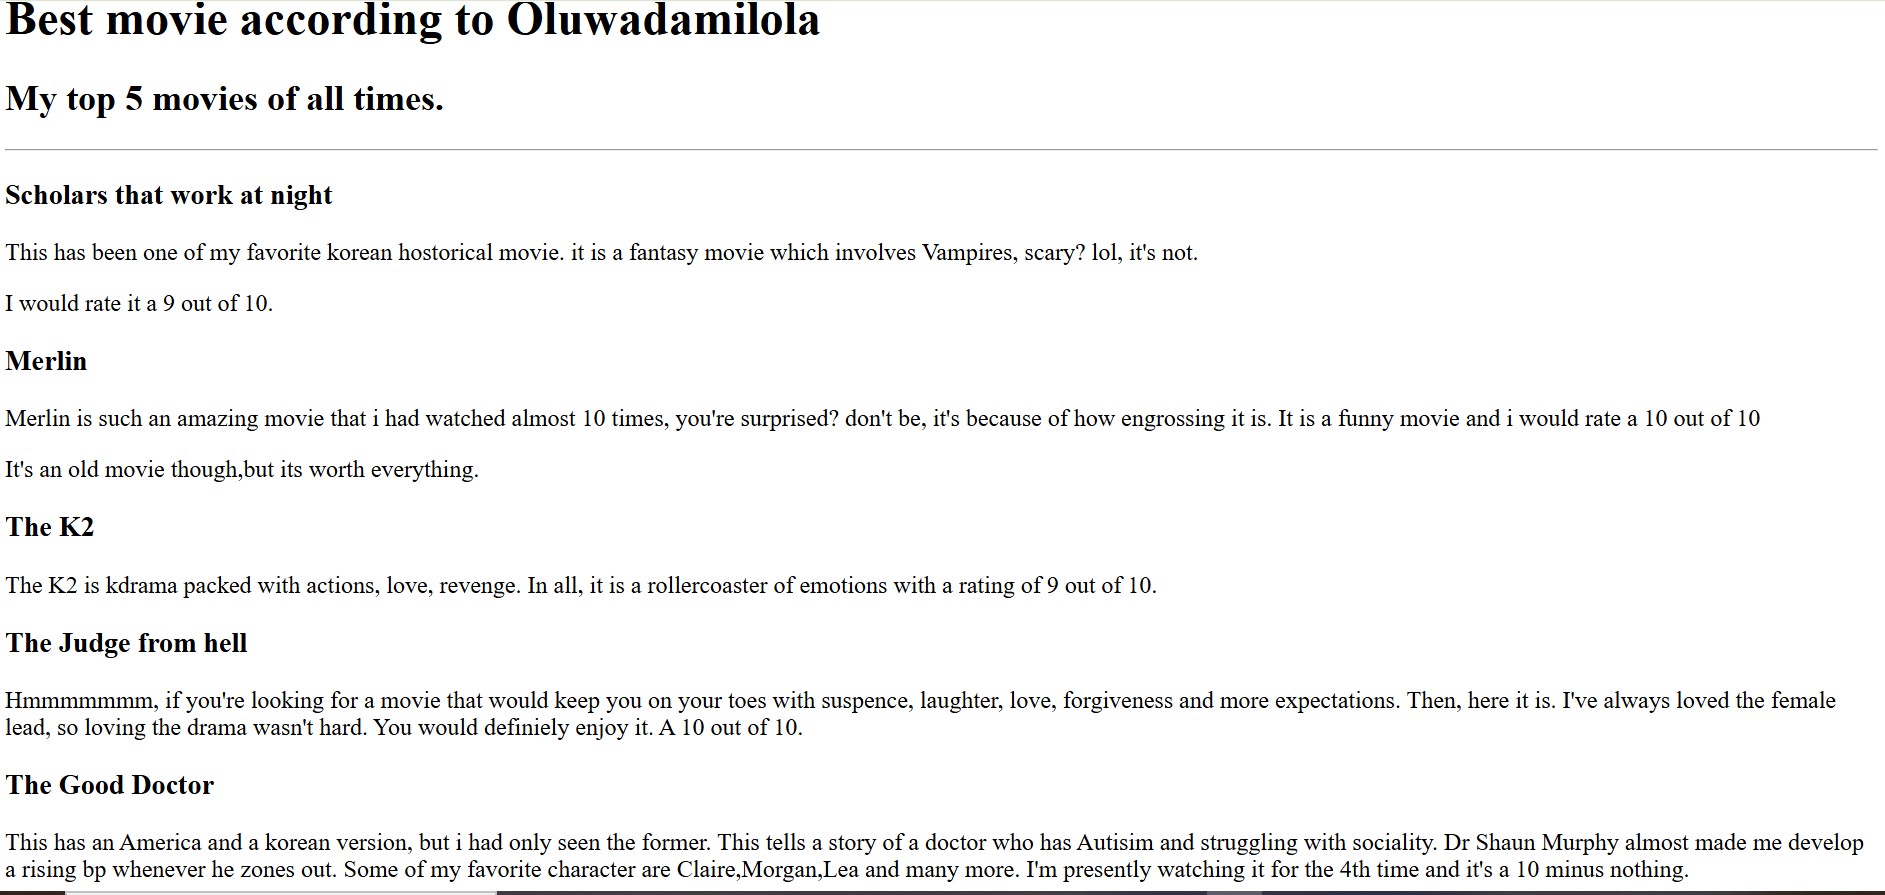 Best movie according to Oluwadamilola
My top 5 movies of all times.
Scholars that work at night
This has been one of my favorite korean hostorical movie. it is a fantasy movie which involves Vampires, scary? lol, it's not.
I would rate it a 9 out of 10.
Merlin
Merlin is such an amazing movie that i had watched almost 10 times, you're surprised? don't be, it's because of how engrossing it is. It is a funny movie and i would rate a 10 out of 10
It's an old movie though,but its worth everything.
The K2
The K2 is kdrama packed with actions, love, revenge. In all, it is a rollercoaster of emotions with a rating of 9 out of 10.
The Judge from hell
Hmmmmmmm, if you're looking for a movie that would keep you on your toes with suspence, laughter, love, forgiveness and more expectations. Then, here it is. I've always loved the female
lead, so loving the drama wasn't hard. You would definiely enjoy it. A 10 out of 10.
The Good Doctor
This has an America and a korean version, but i had only seen the former. This tells a story of a doctor who has Autisim and struggling with sociality. Dr Shaun Murphy almost made me develop
a rising bp whenever he zones out. Some of my favorite character are Claire,Morgan,Lea and many more. I'm presently watching it for the 4th time and it's a 10 minus nothing.